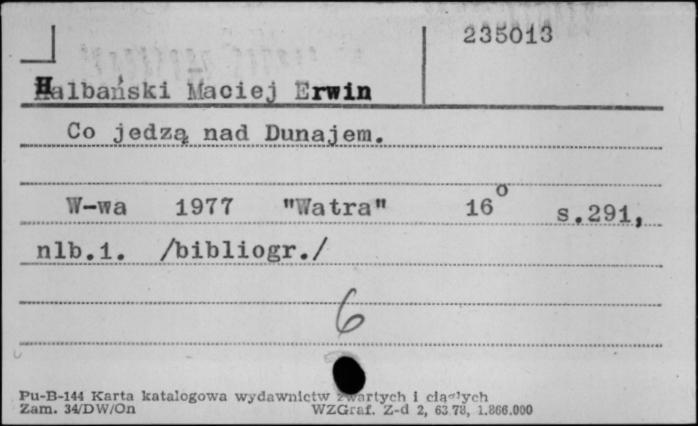 235013
Halbański Maciej Erwin
Co jedzą nad Dunajem.
W-wa 1977 "Watra" 16° s.291,
nlb.1. /bibliogr./
6
Pu-B-144 Karta katalogowa wydawnictw zwartych i ciągłych
Zam. 34/DW/On WZGraf. Z-d 2, 63.78, 1.866.000